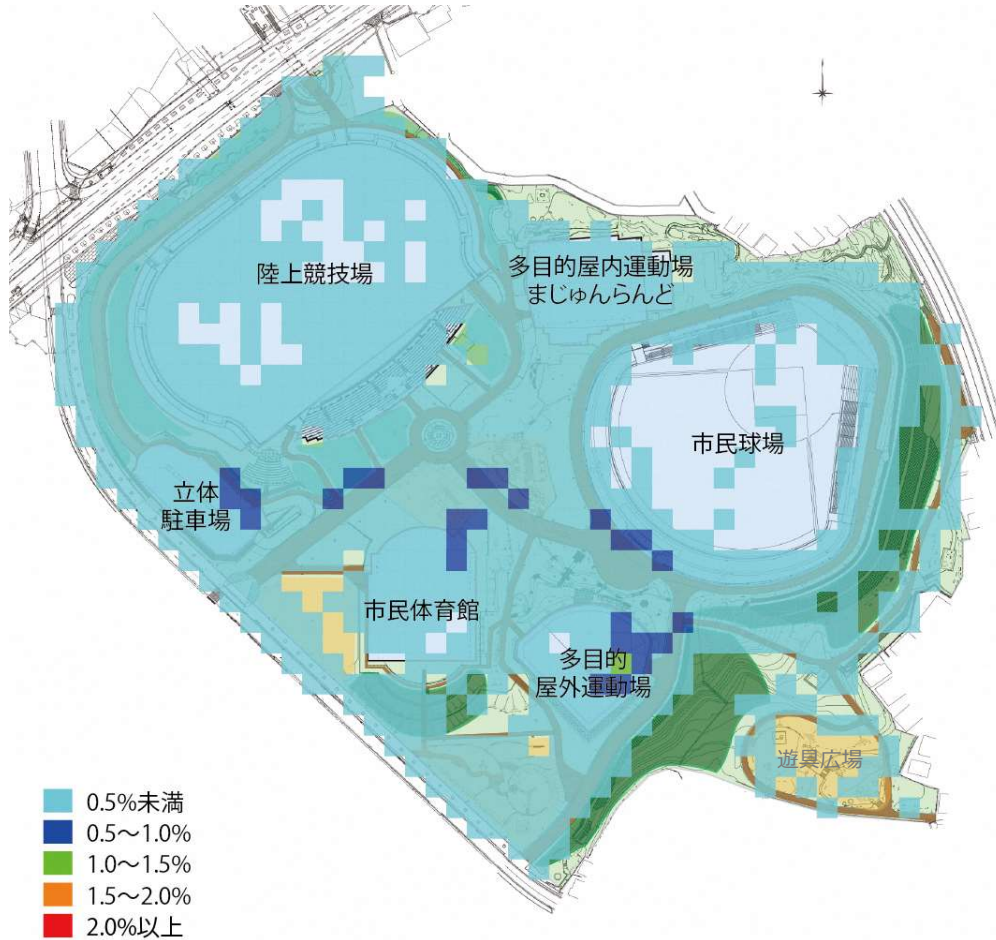 多目的屋内運動場
まじゅんらんど
陸上競技場
市民球場
立体
駐車場
市民体育館
多目的
屋外運動場
遊具広場
0.5%未満
0.5～1.0%
1.0～1.5%
1.5～2.0%
2.0%以上